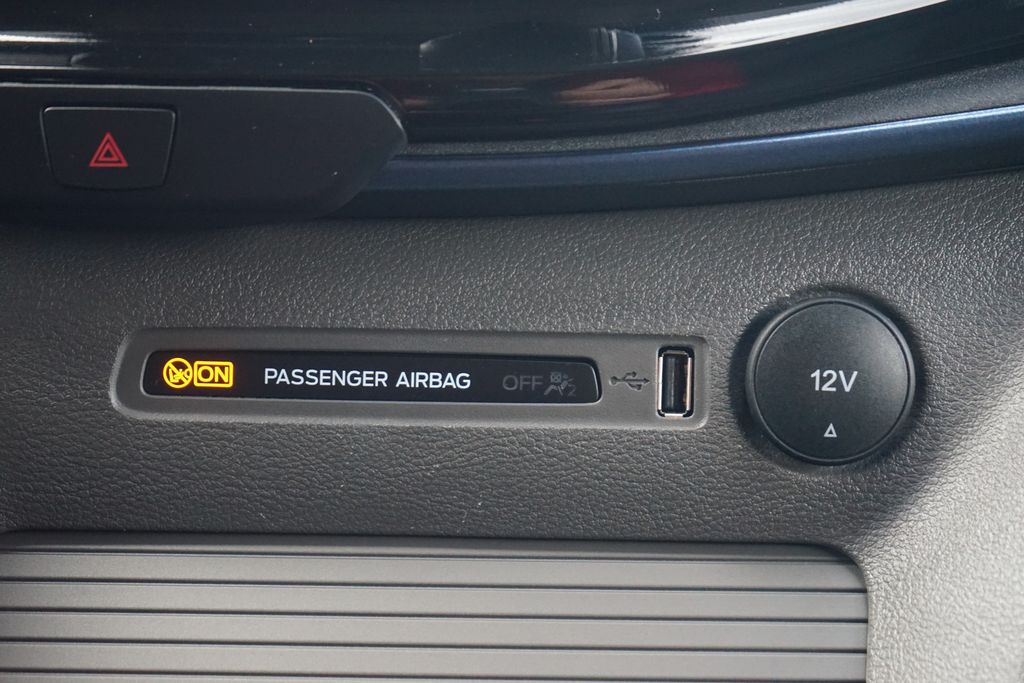 ON PASSENGER AIRBAG OFF
12V